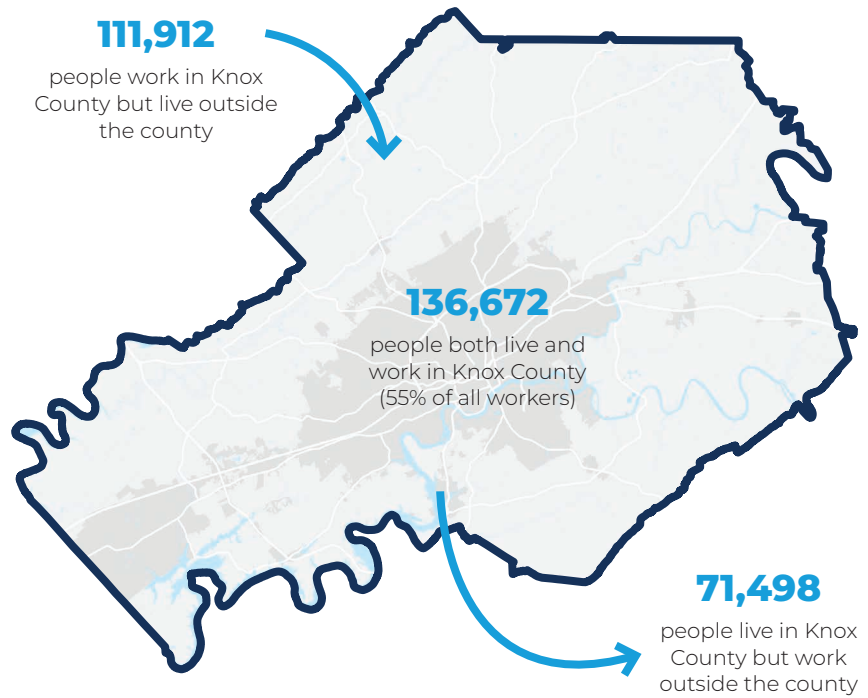 111,912
people work in Knox
County but live outside
the county
136,672
people both live and
work in Knox County
(55% of all workers)
71,498
people live in Knox
County but work
outside the county